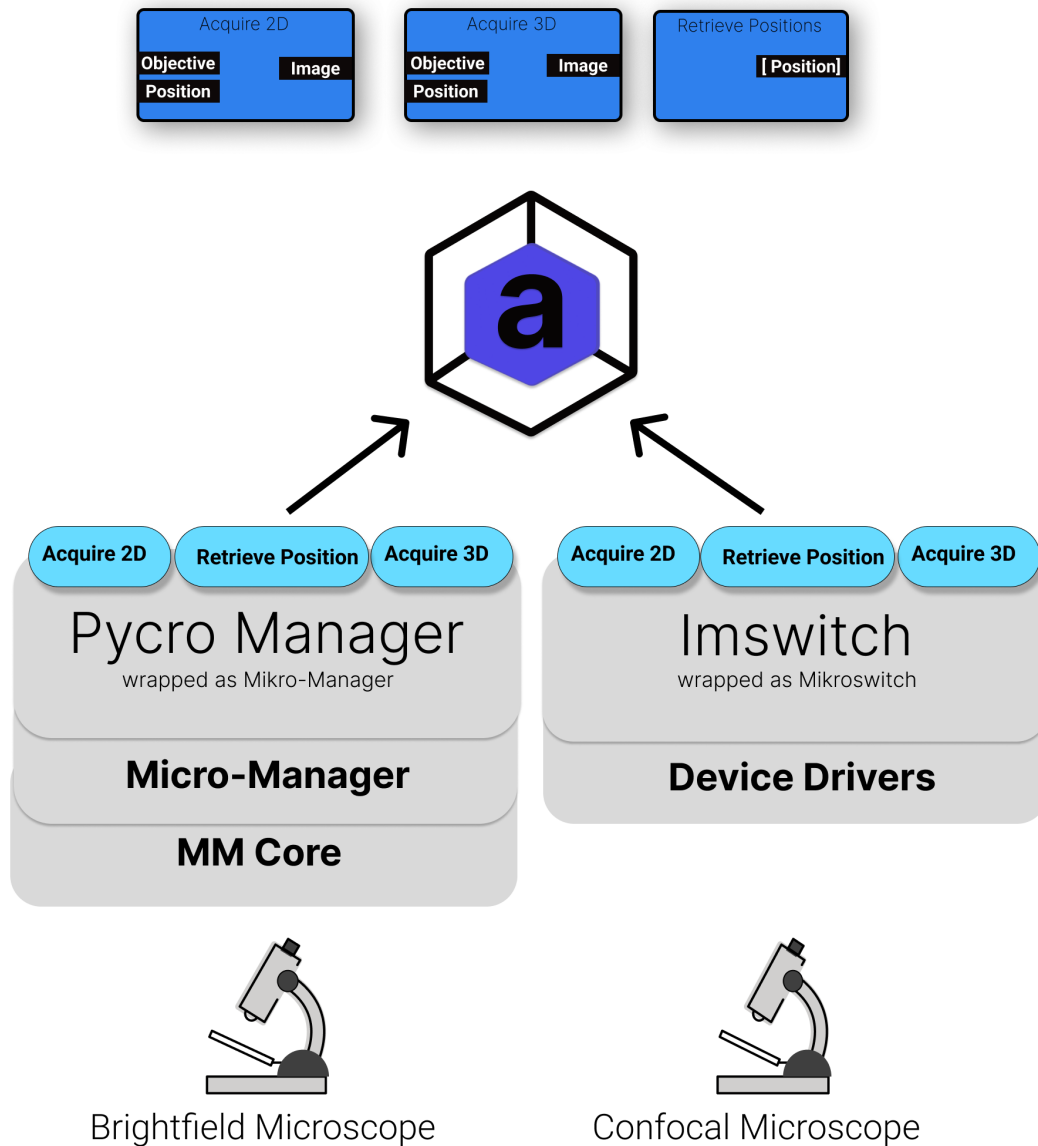 Acquire 2D
Objective
Image
Position
Acquire 3D
Objective
Image
Position
Retrieve Positions
[ Position]
a
Acquire 2D
Retrieve Position
Acquire 3D
Pycro Manager
wrapped as Mikro-Manager
Micro-Manager
MM Core
Acquire 2D
Retrieve Position
Acquire 3D
Imswitch
wrapped as Mikroswitch
Device Drivers
Brightfield Microscope
Confocal Microscope